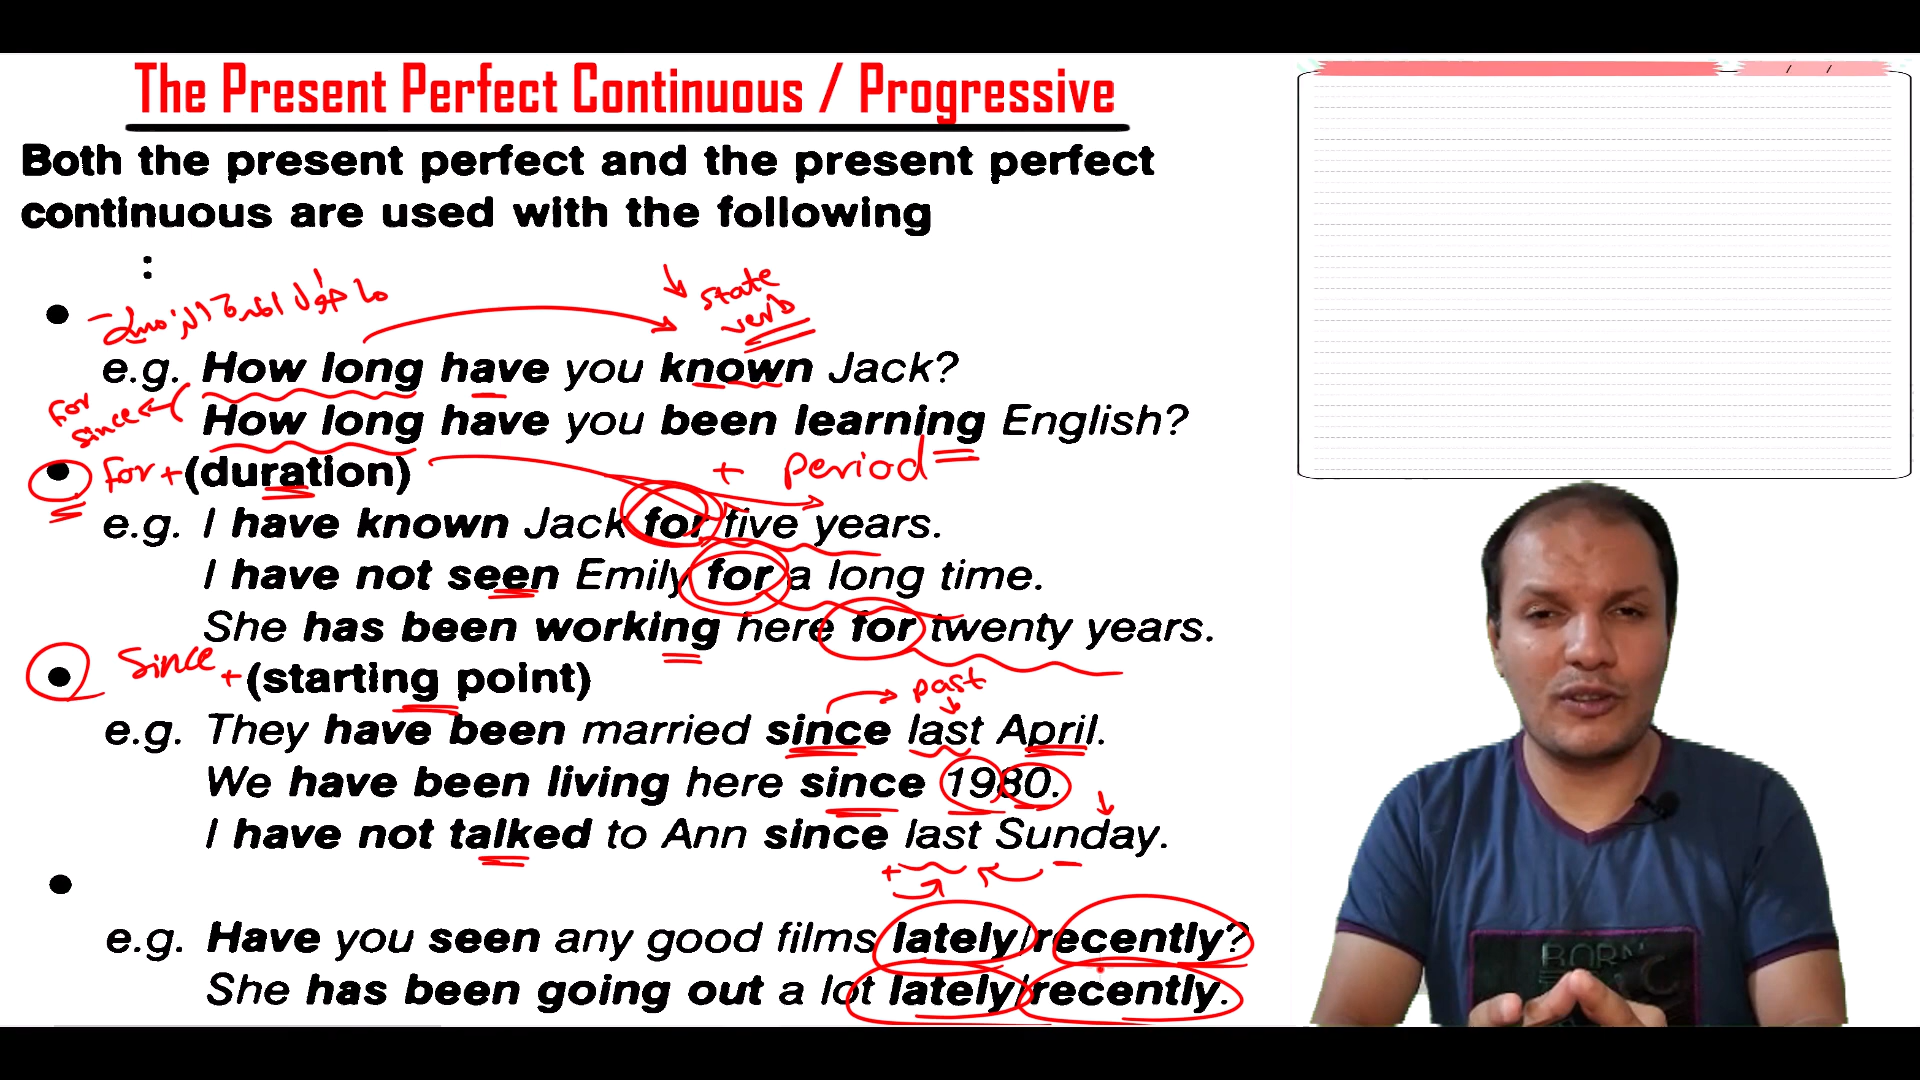 The Present Perfect Continuous / Progressive
Both the present perfect and the present perfect
continuous are used with the following
:
state
verb
e.g. How long have you known Jack?
for
since
How long have you been learning English?
for + (duration) + period
e.g. I have known Jack for five years.
I have not seen Emily for a long time.
She has been working here for twenty years.
Since + (starting point)
past
e.g. They have been married since last April.
We have been living here since 1980.
I have not talked to Ann since last Sunday.
+
e.g. Have you seen any good films lately/recently?
She has been going out a lot lately/recently.
/ /
BORN